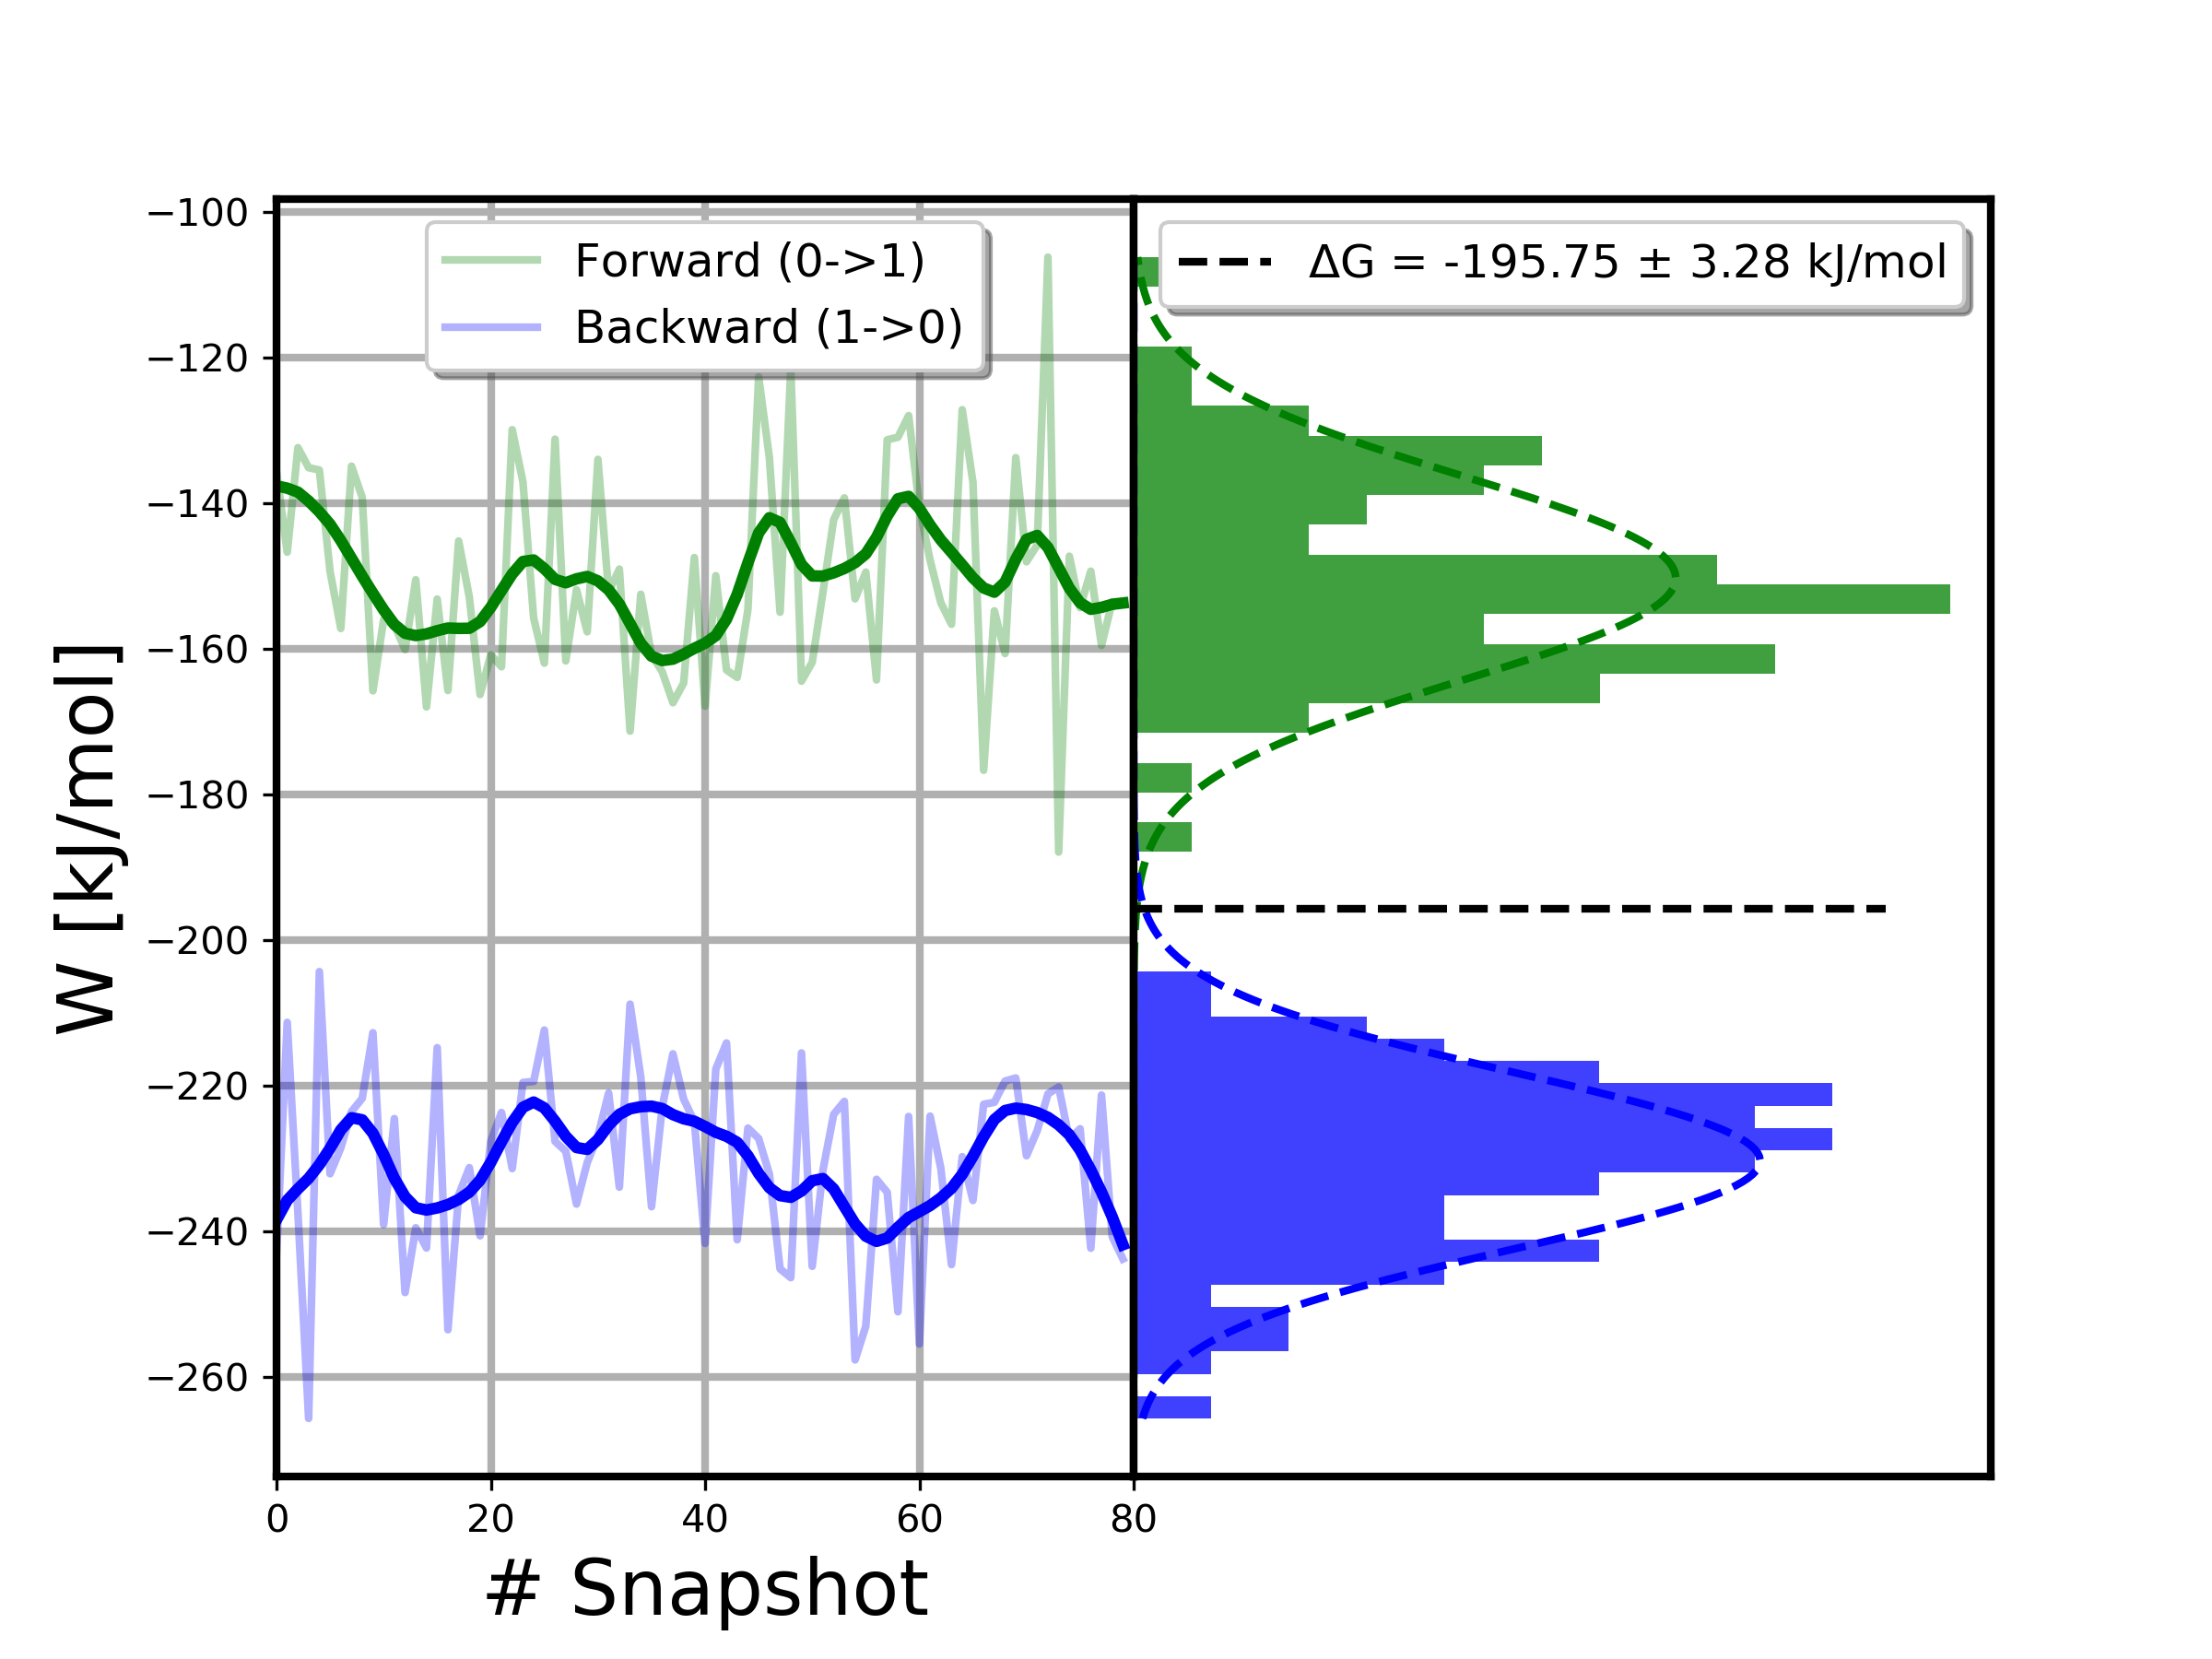 Forward (0->1)
Backward (1->0)
ΔG = -195.75 ± 3.28 kJ/mol
W [kJ/mol]
−100
−120
−140
−160
−180
−200
−220
−240
−260
0 20 40 60 80
# Snapshot